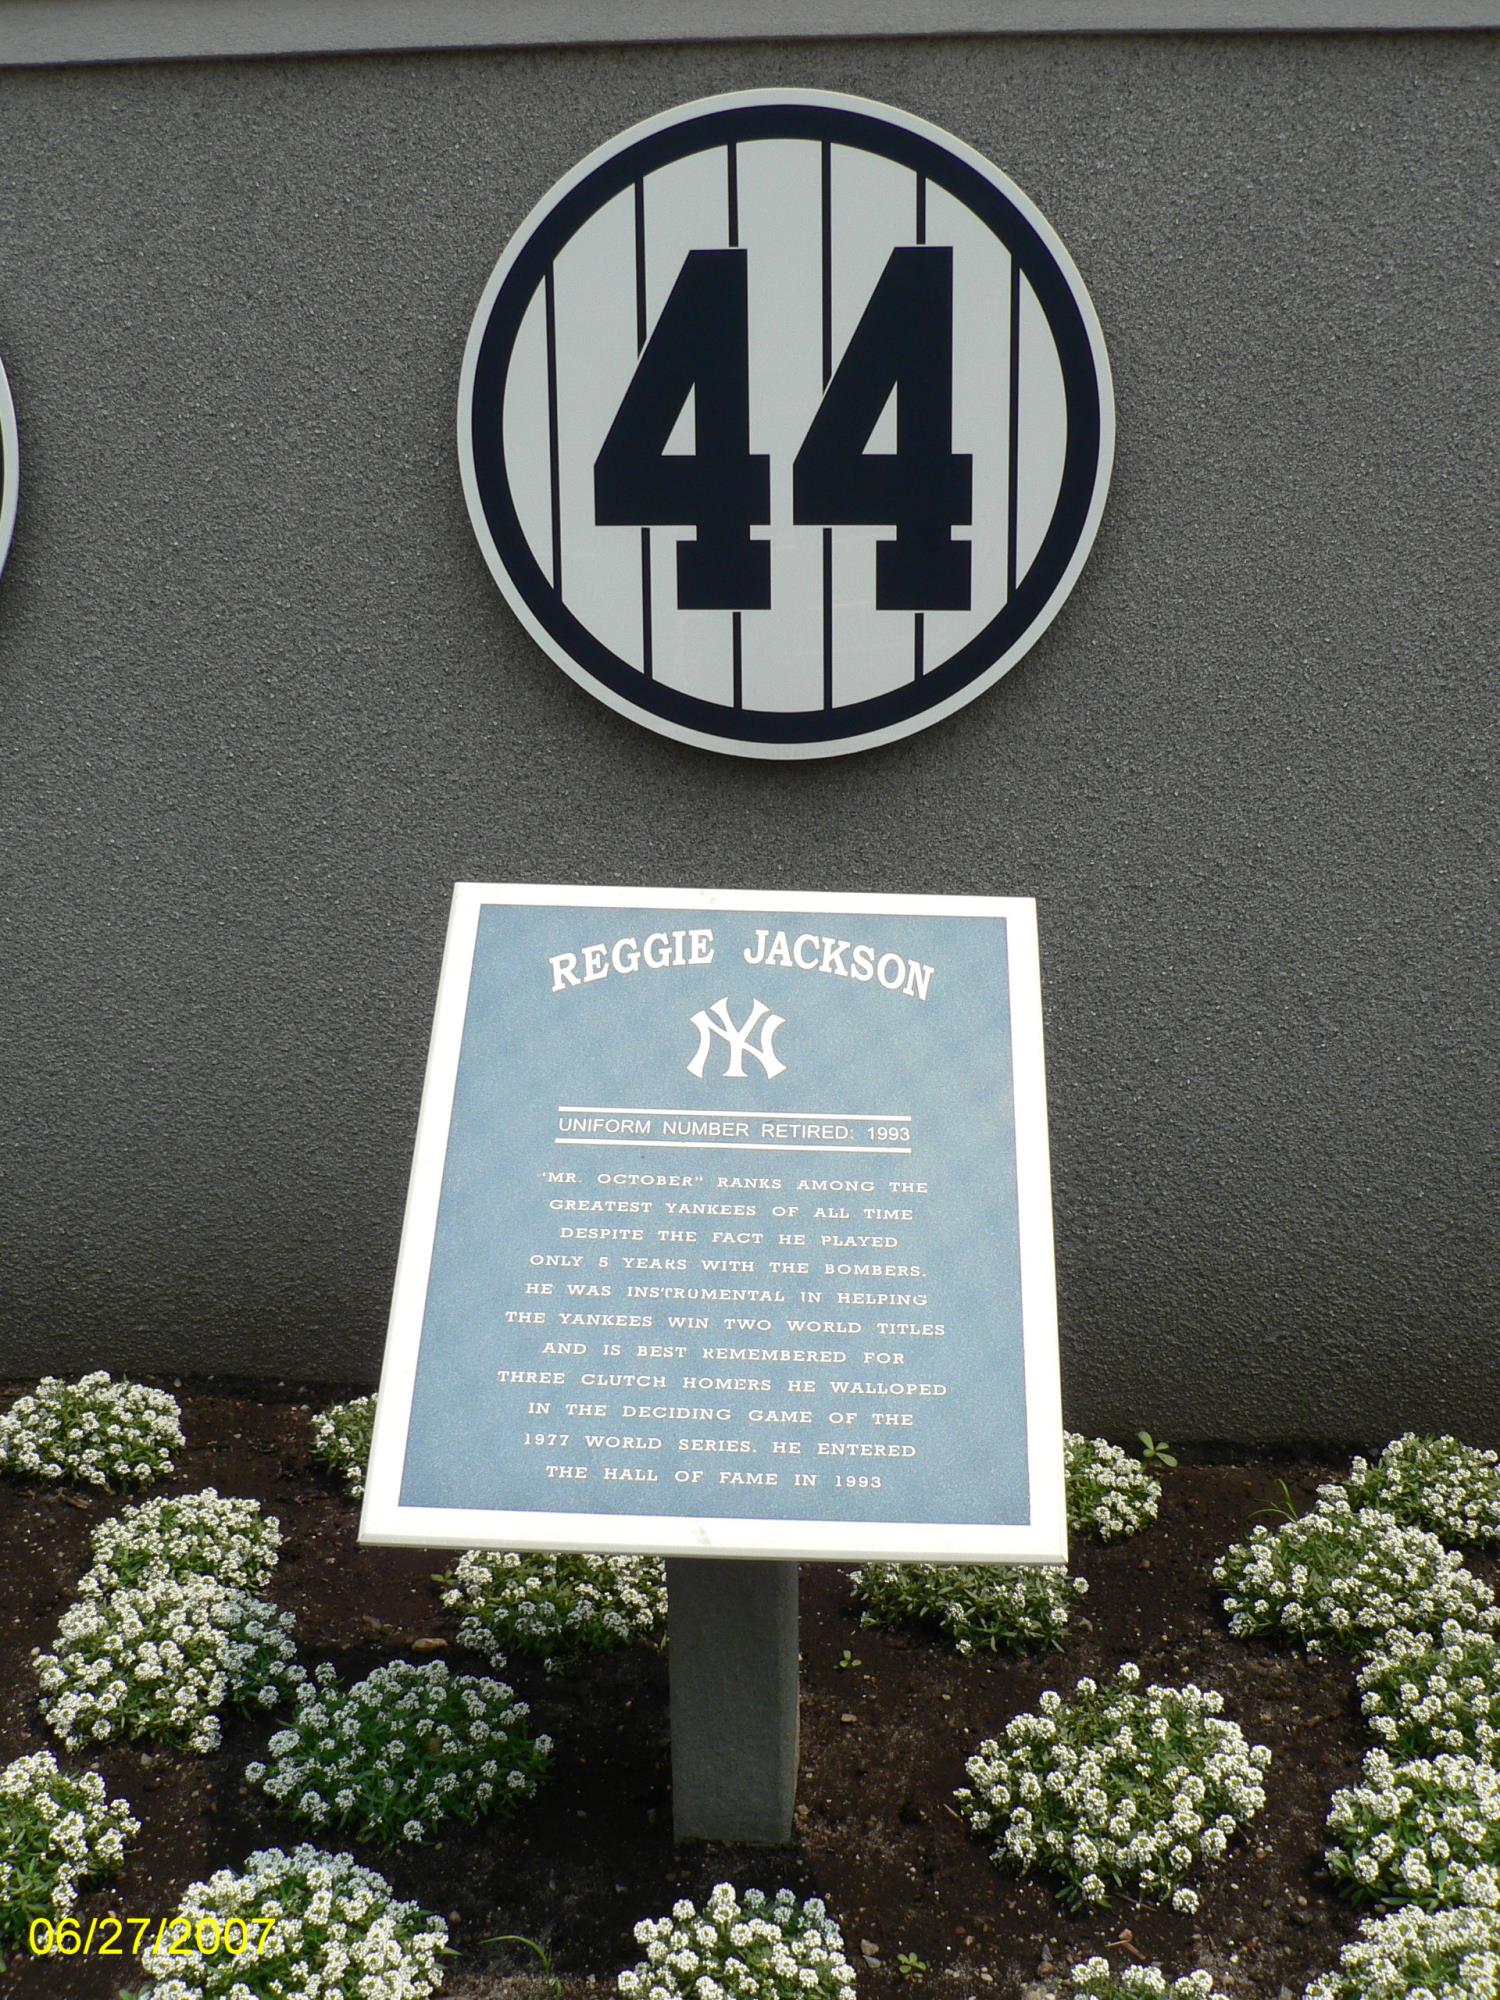 44
REGGIE JACKSON
NY
UNIFORM NUMBER RETIRED: 1993
"MR. OCTOBER" RANKS AMONG THE
GREATEST YANKEES OF ALL TIME
DESPITE THE FACT HE PLAYED
ONLY 5 YEARS WITH THE BOMBERS.
HE WAS INSTRUMENTAL IN HELPING
THE YANKEES WIN TWO WORLD TITLES
AND IS BEST REMEMBERED FOR
THREE CLUTCH HOMERS HE WALLOPED
IN THE DECIDING GAME OF THE
1977 WORLD SERIES. HE ENTERED
THE HALL OF FAME IN 1993
06/27/2007